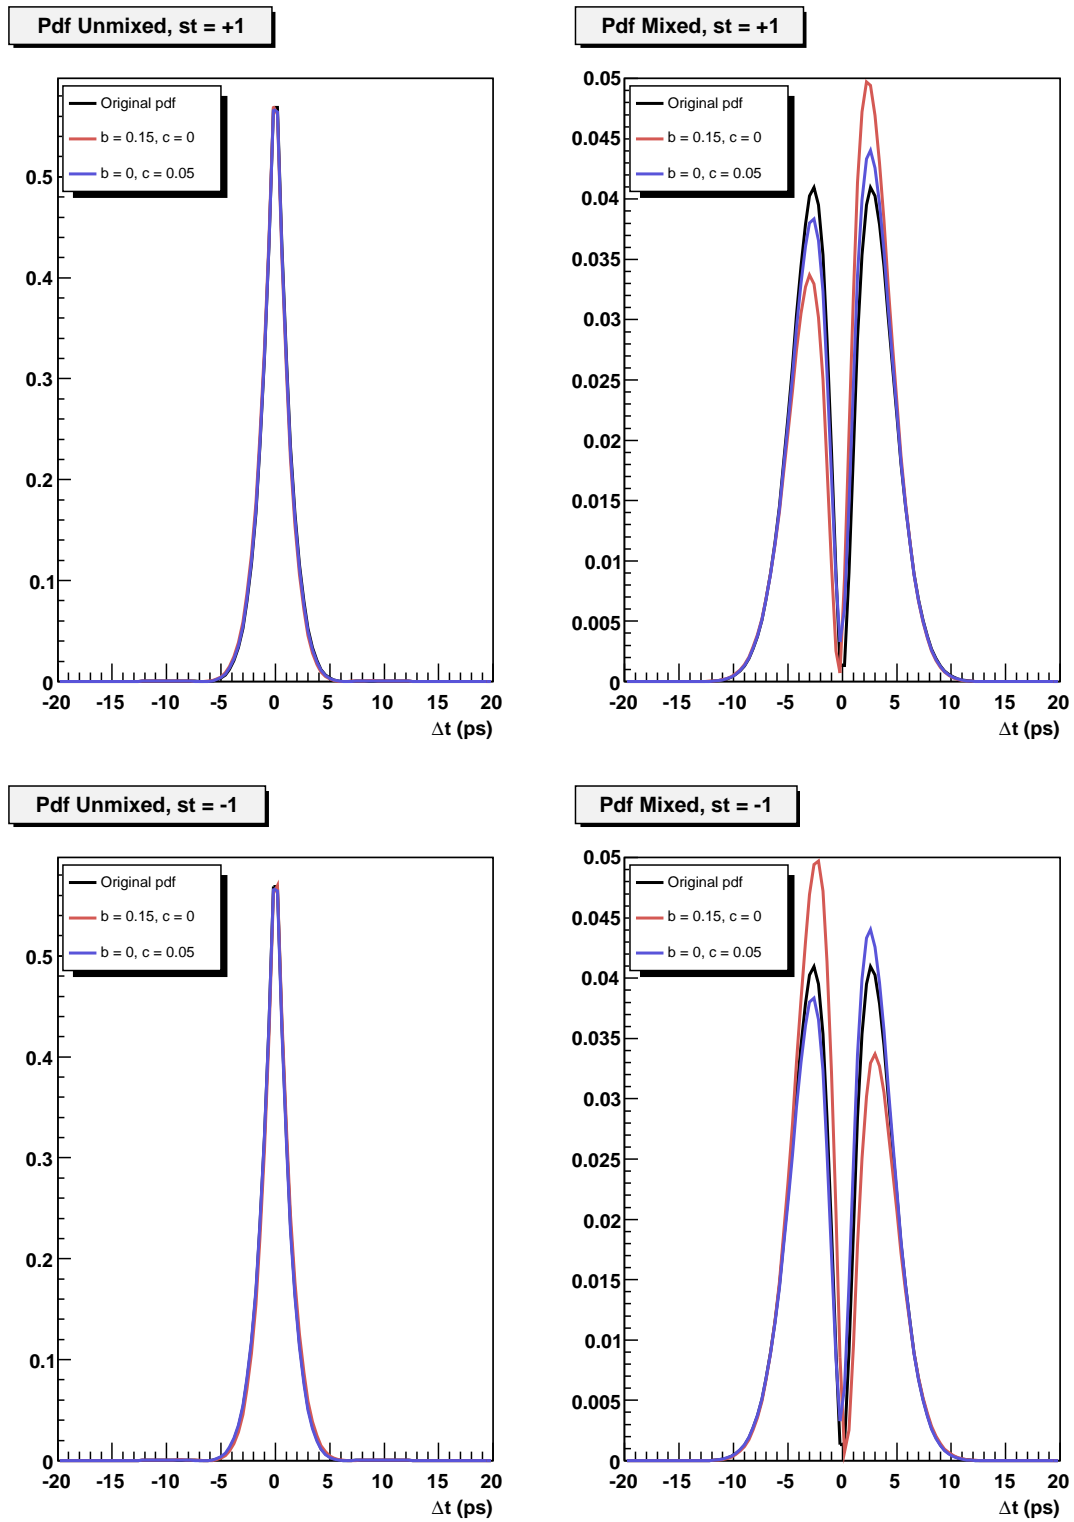 Pdf Unmixed, st = +1
Original pdf
b = 0.15, c = 0
b = 0, c = 0.05
0.5
0.4
0.3
0.2
0.1
0
-20 -15 -10 -5 0 5 10 15 20
Δt (ps)
Pdf Mixed, st = +1
Original pdf
b = 0.15, c = 0
b = 0, c = 0.05
0.05
0.045
0.04
0.035
0.03
0.025
0.02
0.015
0.01
0.005
0
-20 -15 -10 -5 0 5 10 15 20
Δt (ps)
Pdf Unmixed, st = -1
Original pdf
b = 0.15, c = 0
b = 0, c = 0.05
0.5
0.4
0.3
0.2
0.1
0
-20 -15 -10 -5 0 5 10 15 20
Δt (ps)
Pdf Mixed, st = -1
Original pdf
b = 0.15, c = 0
b = 0, c = 0.05
0.05
0.045
0.04
0.035
0.03
0.025
0.02
0.015
0.01
0.005
0
-20 -15 -10 -5 0 5 10 15 20
Δt (ps)